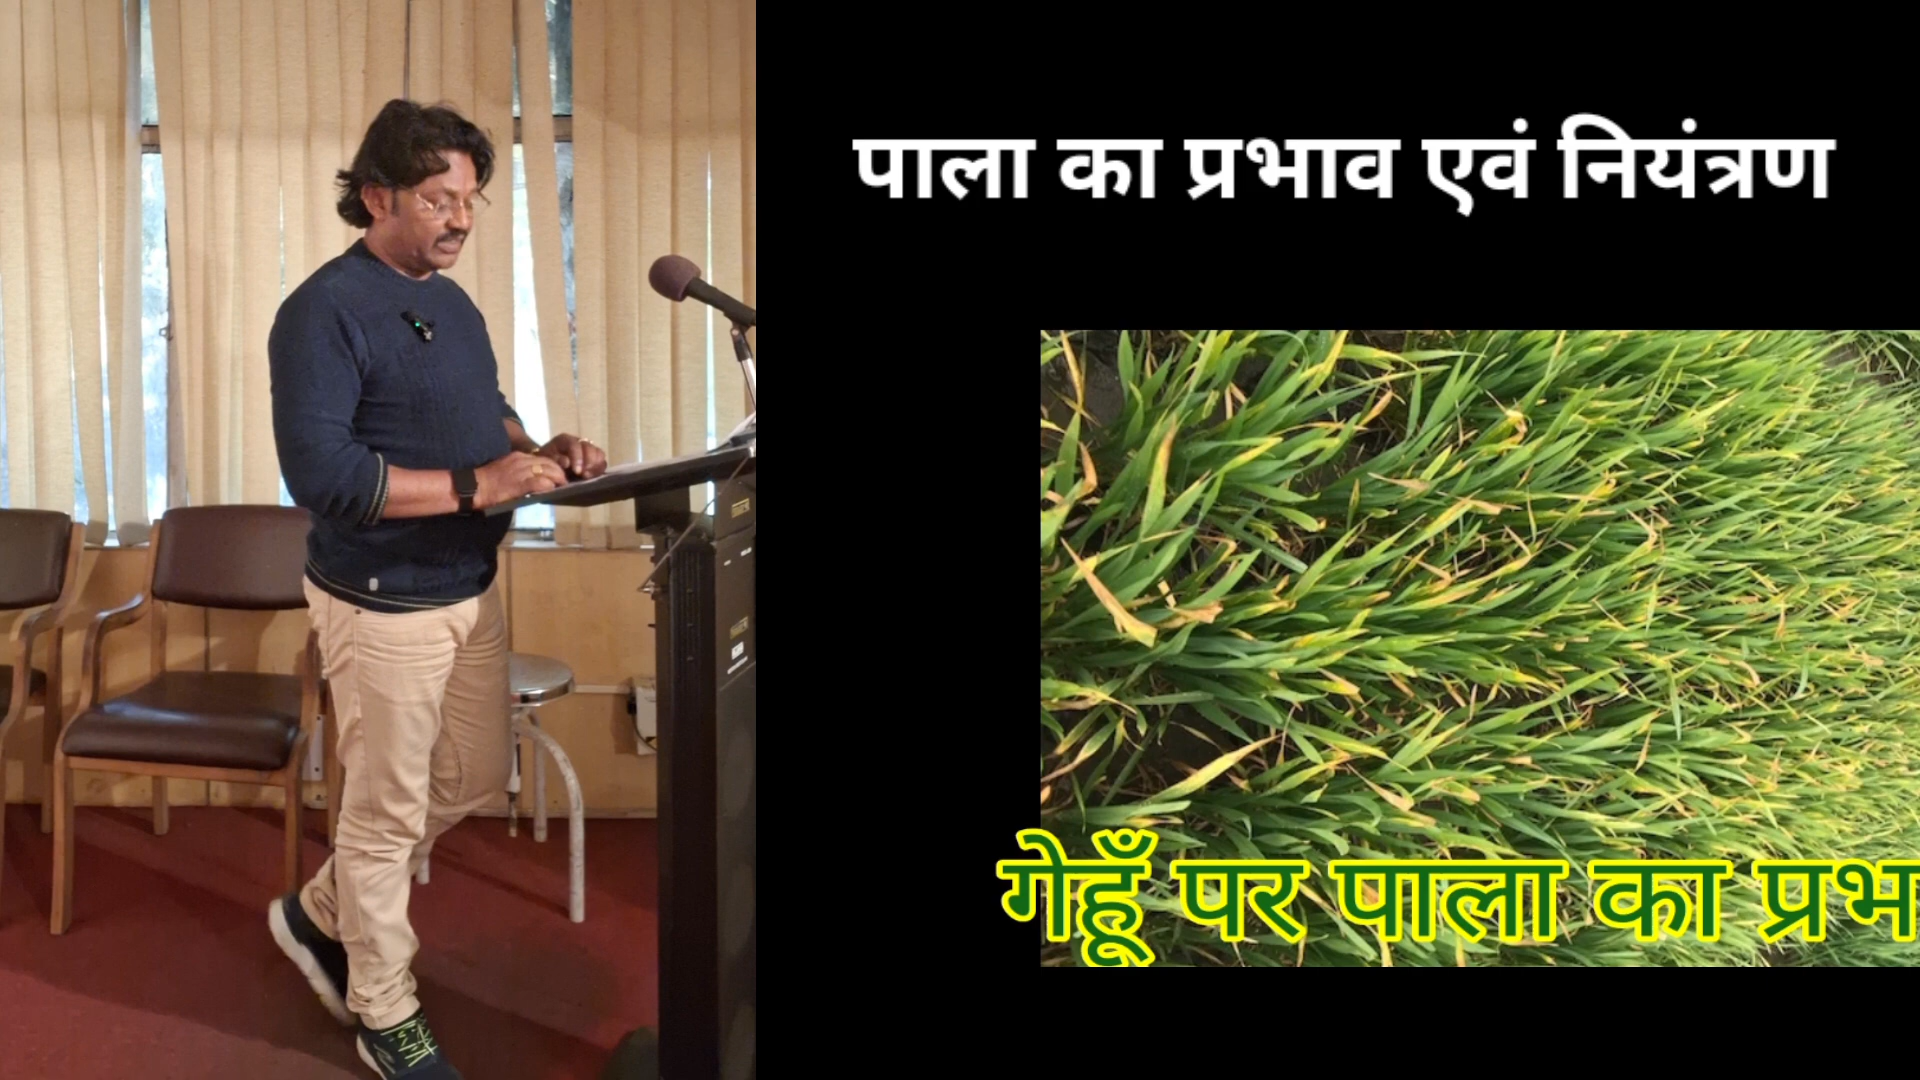 पाला का प्रभाव एवं नियंत्रण
गेहूँ पर पाला का प्रभ